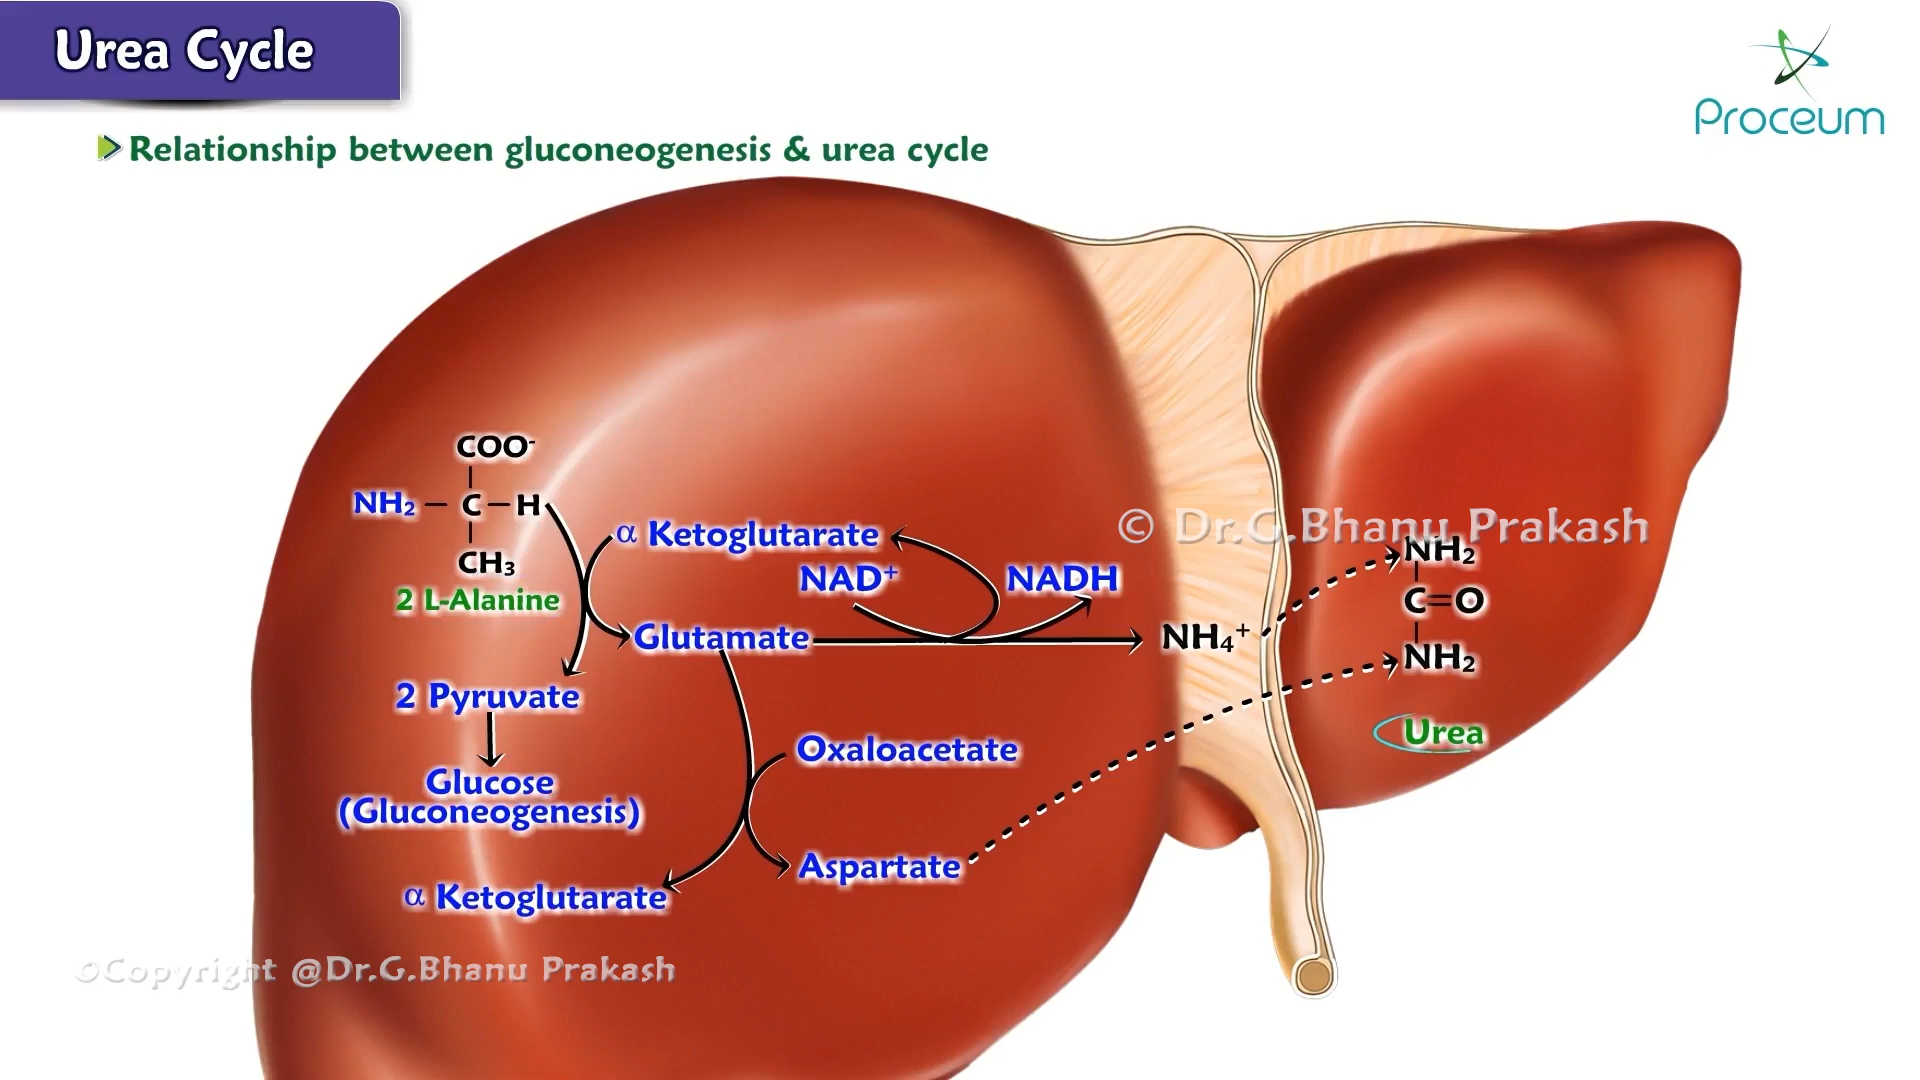 Urea Cycle
Proceum
Relationship between gluconeogenesis & urea cycle
COO⁻
NH₂ — C — H
CH₃
2 L-Alanine
α Ketoglutarate
NAD⁺
NADH
Glutamate
NH₄⁺
© Dr.G.Bhanu Prakash
NH₂
C=O
NH₂
Urea
2 Pyruvate
Glucose
(Gluconeogenesis)
Oxaloacetate
Aspartate
α Ketoglutarate
©Copyright @Dr.G.Bhanu Prakash